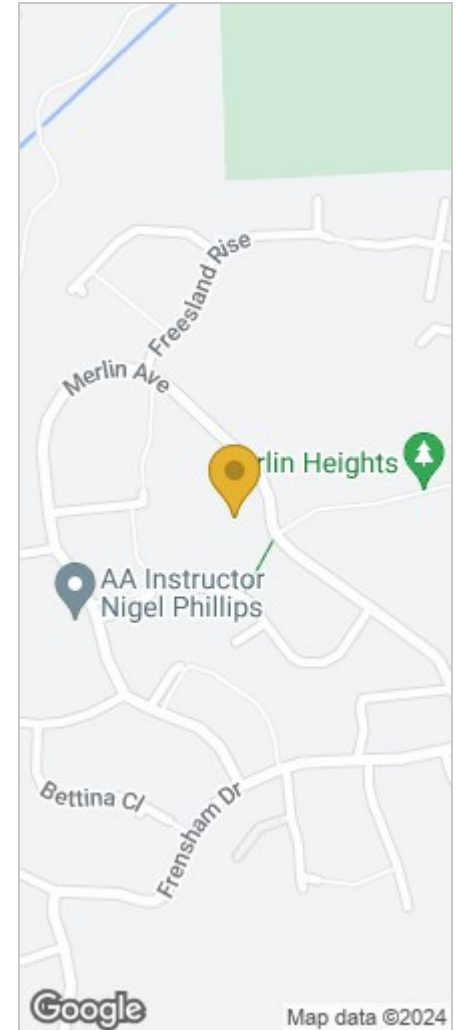 Freesland Rise
Merlin Ave
rlin Heights
AA Instructor
Nigel Phillips
Bettina Cl
Frensham Dr
Google
Map data ©2024